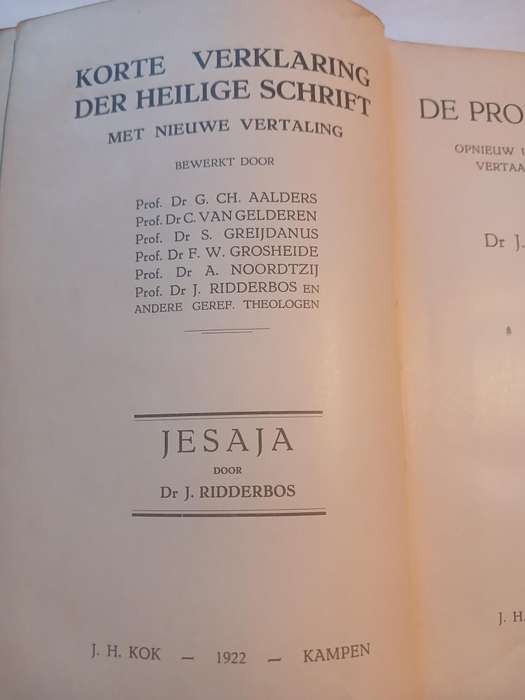 KORTE VERKLARING
DER HEILIGE SCHRIFT
MET NIEUWE VERTALING
BEWERKT DOOR
Prof. Dr G. CH. AALDERS
Prof. Dr C. VAN GELDEREN
Prof. Dr S. GREIJDANUS
Prof. Dr F. W. GROSHEIDE
Prof. Dr A. NOORDTZIJ
Prof. Dr J. RIDDERBOS EN
ANDERE GEREF. THEOLOGEN
JESAJA
DOOR
Dr J. RIDDERBOS
J. H. KOK — 1922 — KAMPEN
DE PRO
OPNIEUW
VERTAA
Dr J.
J. H.